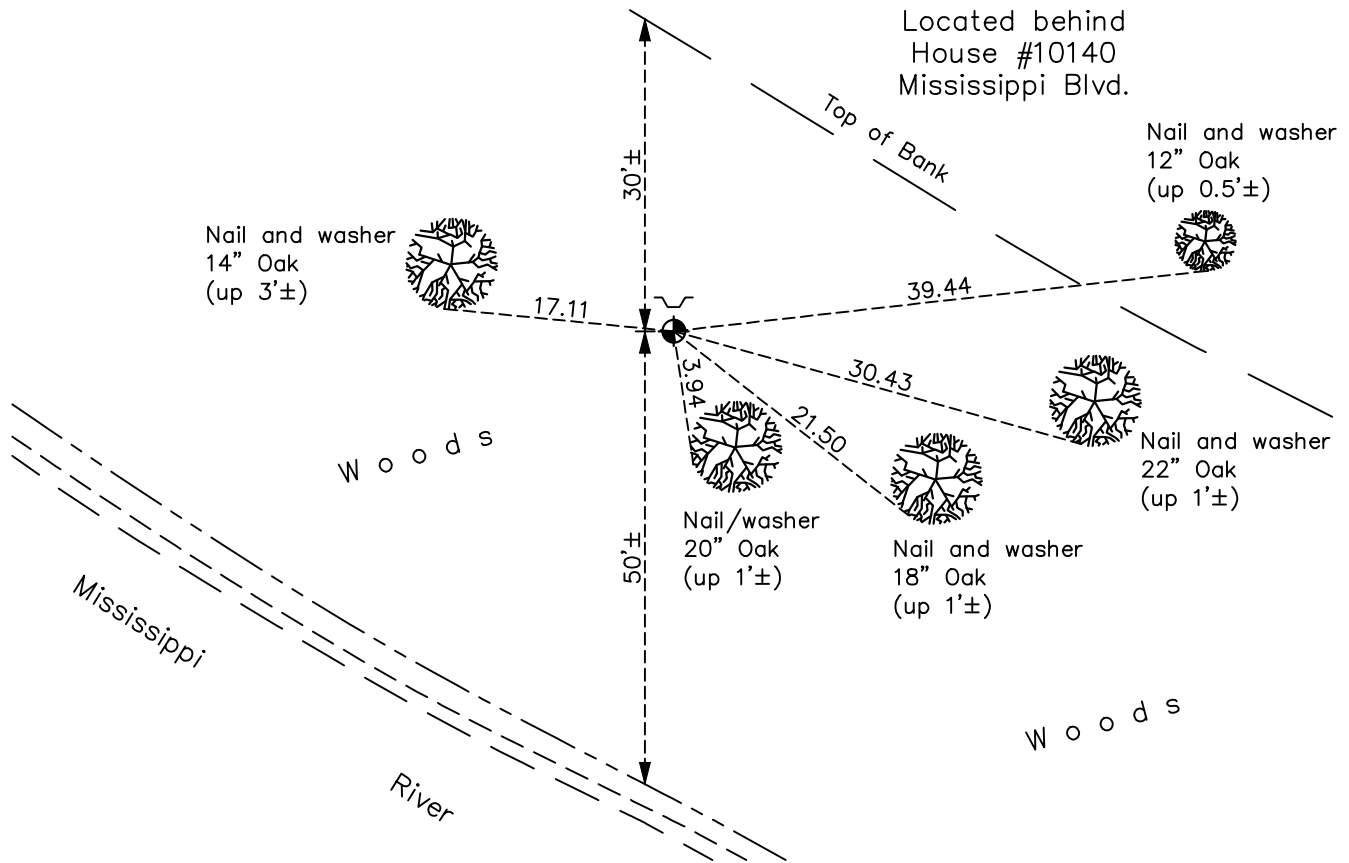 Located behind
House #10140
Mississippi Blvd.
Top of Bank
Nail and washer
12” Oak
(up 0.5'±)
30'±
Nail and washer
14” Oak
(up 3'±)
17.11
39.44
30.43
3.94
21.50
Nail and washer
22” Oak
(up 1'±)
Woods
Nail/washer
20” Oak
(up 1'±)
Nail and washer
18” Oak
(up 1'±)
50'±
Mississippi
River
Woods